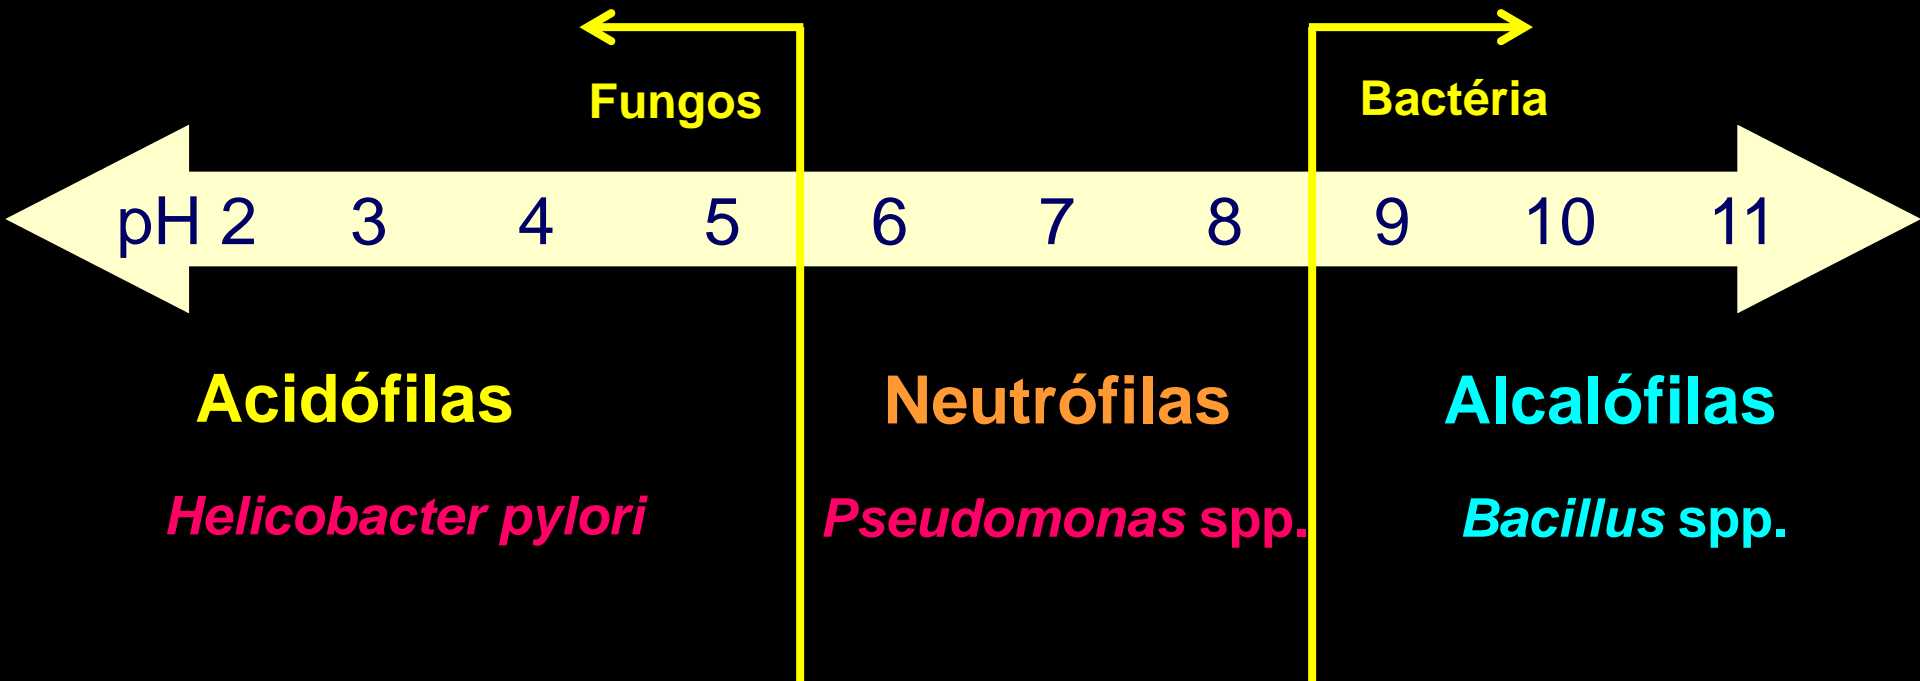 Fungos
Bactéria
pH 2 3 4 5 6 7 8 9 10 11
Acidófilas Neutrófilas Alcalófilas
Helicobacter pylori Pseudomonas spp. Bacillus spp.